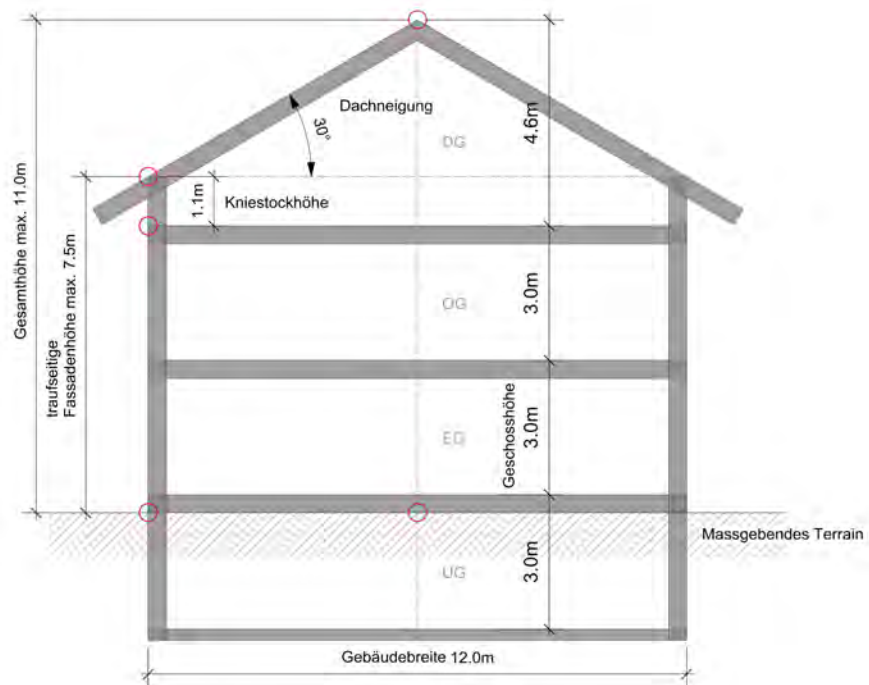 Gesamthöhe max. 11.0m
traufseitige
Fassadenhöhe max. 7.5m
Dachneigung
30°
DG
4.6m
1.1m
Kniestockhöhe
OG
3.0m
EG
Geschosshöhe
3.0m
Massgebendes Terrain
UG
3.0m
Gebäudebreite 12.0m